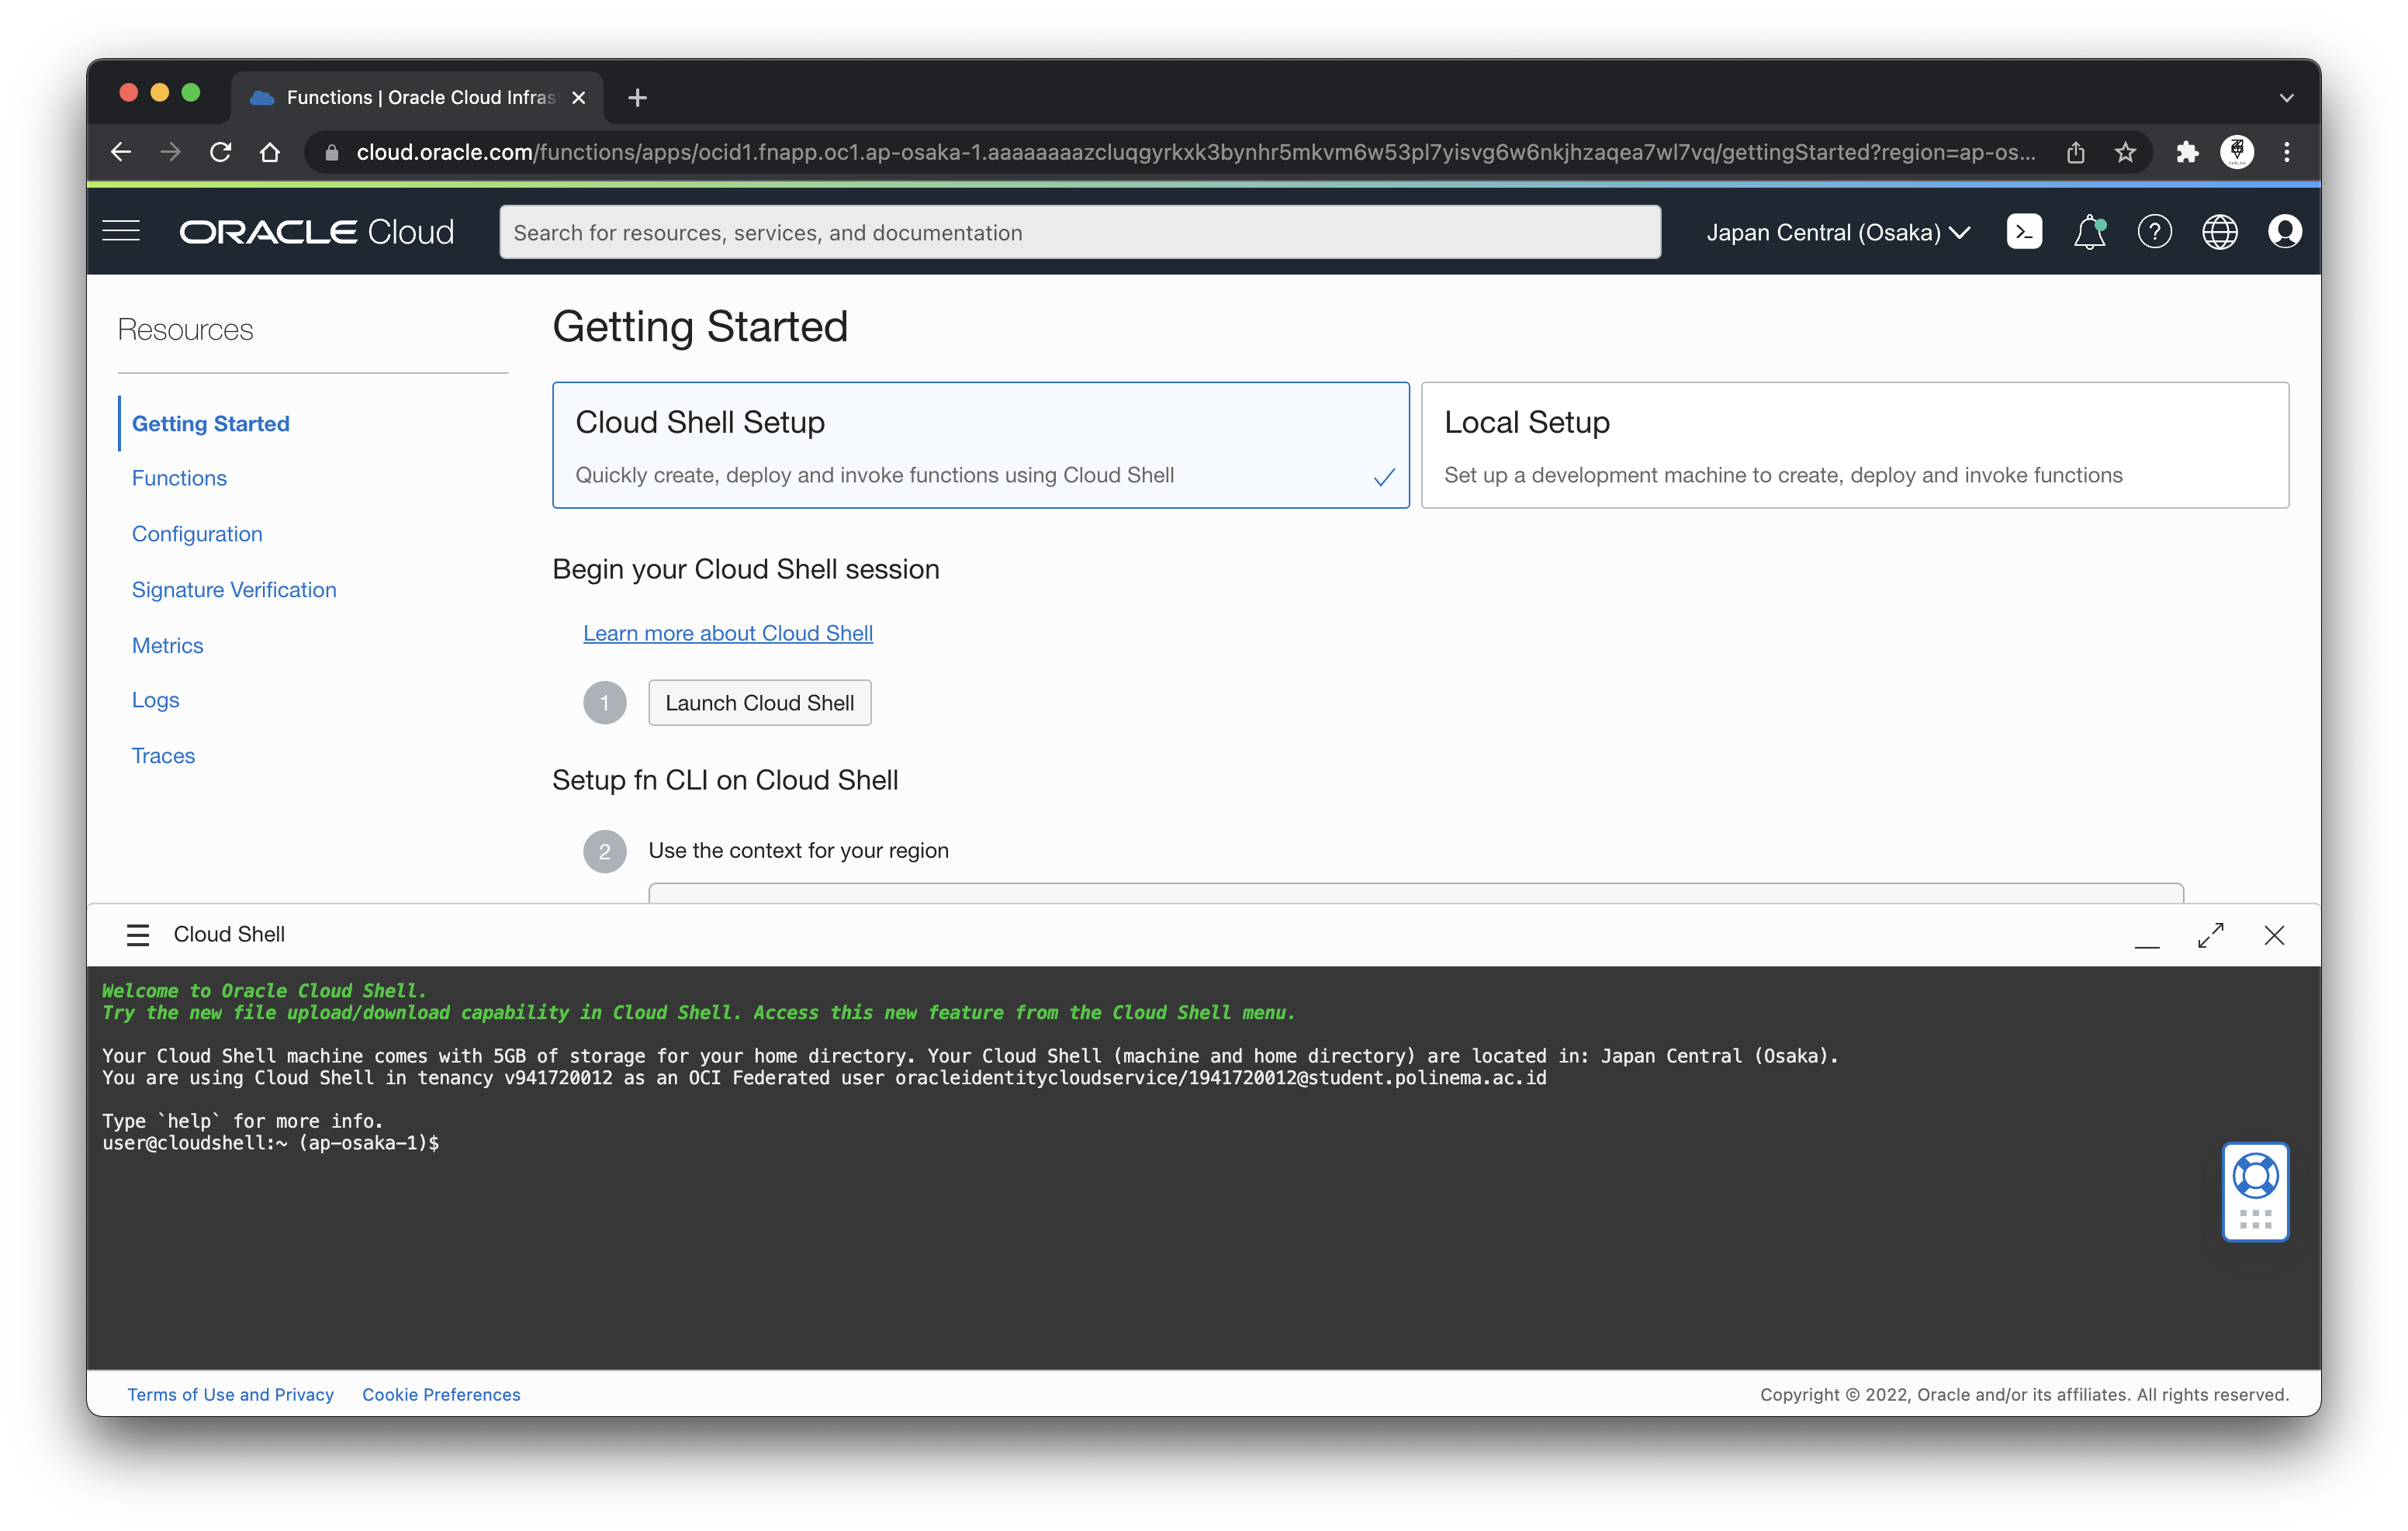 Functions | Oracle Cloud Infras
cloud.oracle.com/functions/apps/ocid1.fnapp.oc1.ap-osaka-1.aaaaaaaazcluqgyrkxk3bynhr5mkvm6w53pl7yisvg6w6nkjhzaqea7wl7vq/gettingStarted?region=ap-os...
ORACLE Cloud
Search for resources, services, and documentation
Japan Central (Osaka)
Resources
Getting Started
Functions
Configuration
Signature Verification
Metrics
Logs
Traces
Getting Started
Cloud Shell Setup
Quickly create, deploy and invoke functions using Cloud Shell
Local Setup
Set up a development machine to create, deploy and invoke functions
Begin your Cloud Shell session
Learn more about Cloud Shell
1 Launch Cloud Shell
Setup fn CLI on Cloud Shell
2 Use the context for your region
Cloud Shell
Welcome to Oracle Cloud Shell.
Try the new file upload/download capability in Cloud Shell. Access this new feature from the Cloud Shell menu.
Your Cloud Shell machine comes with 5GB of storage for your home directory. Your Cloud Shell (machine and home directory) are located in: Japan Central (Osaka).
You are using Cloud Shell in tenancy v941720012 as an OCI Federated user oracleidentitycloudservice/1941720012@student.polinema.ac.id
Type `help` for more info.
user@cloudshell:~ (ap-osaka-1)$
Terms of Use and Privacy
Cookie Preferences
Copyright © 2022, Oracle and/or its affiliates. All rights reserved.